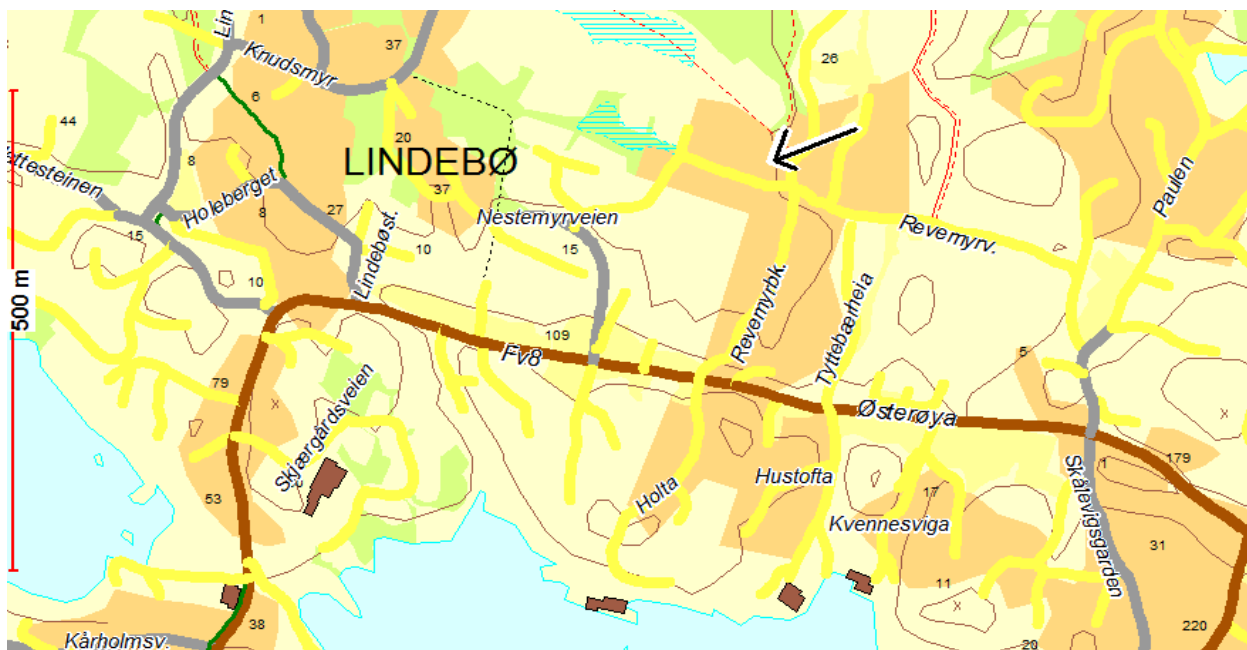 1
Lin
37
Knudsmyr
26
6
44
20
LINDEBØ
8
ttesteinen
Holeberget
37
8
27
Lindebøst.
Nestemyrveien
Paulen
15
10
15
Revemyrv.
10
500 m
Revemyrbk.
Tyttebærheia
109
Fv8
5
79
Skjærgårdsveien
Østerøya
x
x
1
179
Skålevigsgarden
53
Holta
Hustofta
17
Kvennesviga
31
11
x
38
Kårholmsv.
20
220